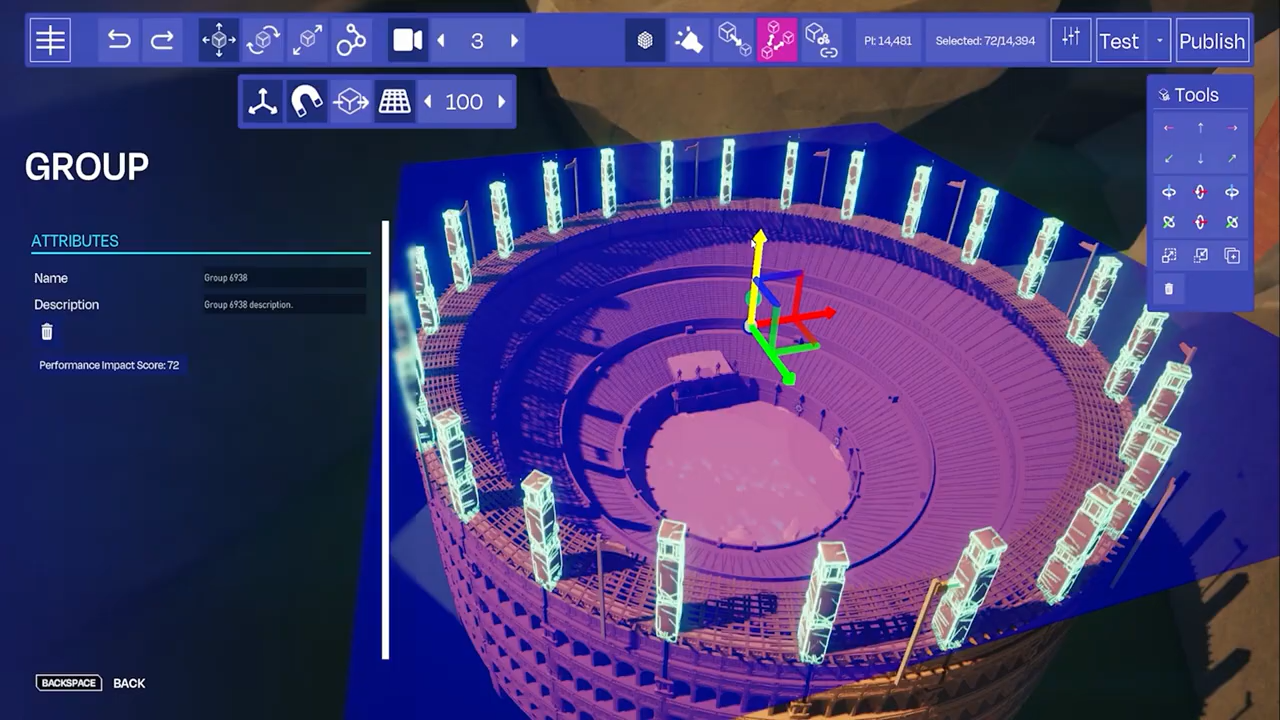 3
PI: 14,481
Selected: 72/14,394
Test
Publish
100
Tools
GROUP
ATTRIBUTES
Name
Group 6938
Description
Group 6938 description.
Performance Impact Score: 72
BACKSPACE
BACK